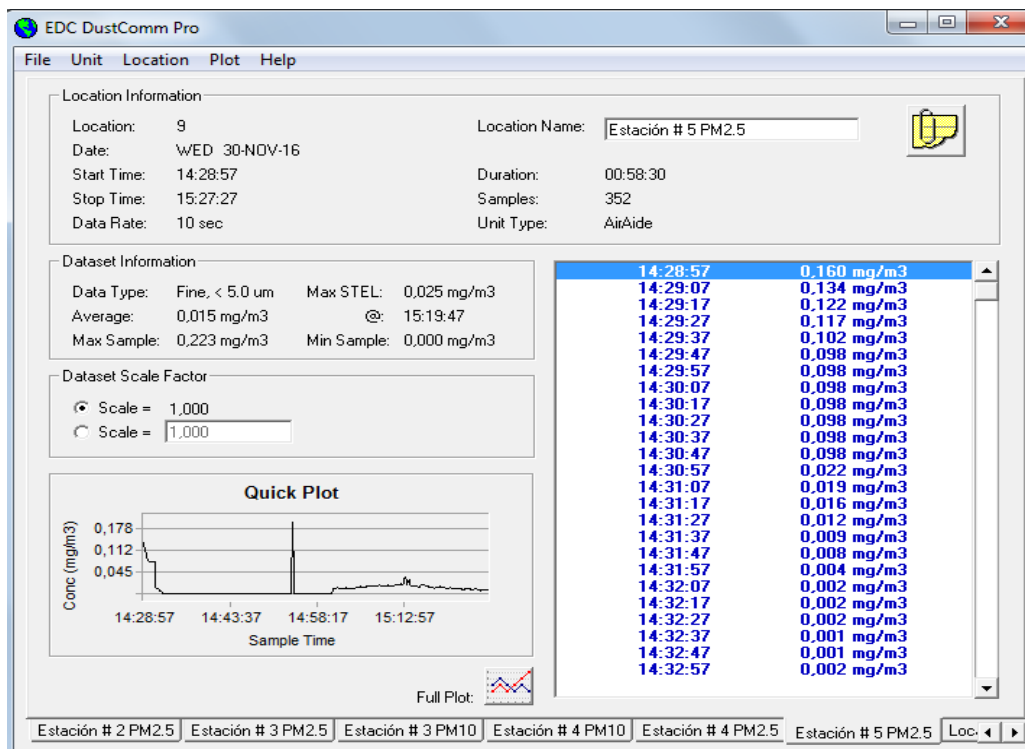 EDC DustComm Pro
File Unit Location Plot Help
Location Information
Location: 9 Location Name: Estación # 5 PM2.5
Date: WED 30-NOV-16
Start Time: 14:28:57 Duration: 00:58:30
Stop Time: 15:27:27 Samples: 352
Data Rate: 10 sec Unit Type: AirAide
Dataset Information
Data Type: Fine, < 5.0 um Max STEL: 0,025 mg/m3
Average: 0,015 mg/m3 @: 15:19:47
Max Sample: 0,223 mg/m3 Min Sample: 0,000 mg/m3
Dataset Scale Factor
Scale = 1,000
Scale = 1,000
Quick Plot
Conc (mg/m3)
0,178
0,112
0,045
14:28:57 14:43:37 14:58:17 15:12:57
Sample Time
Full Plot:
14:28:57 0,160 mg/m3
14:29:07 0,134 mg/m3
14:29:17 0,122 mg/m3
14:29:27 0,117 mg/m3
14:29:37 0,102 mg/m3
14:29:47 0,098 mg/m3
14:29:57 0,098 mg/m3
14:30:07 0,098 mg/m3
14:30:17 0,098 mg/m3
14:30:27 0,098 mg/m3
14:30:37 0,098 mg/m3
14:30:47 0,098 mg/m3
14:30:57 0,022 mg/m3
14:31:07 0,019 mg/m3
14:31:17 0,016 mg/m3
14:31:27 0,012 mg/m3
14:31:37 0,009 mg/m3
14:31:47 0,008 mg/m3
14:31:57 0,004 mg/m3
14:32:07 0,002 mg/m3
14:32:17 0,002 mg/m3
14:32:27 0,002 mg/m3
14:32:37 0,001 mg/m3
14:32:47 0,001 mg/m3
14:32:57 0,002 mg/m3
Estación # 2 PM2.5 Estación # 3 PM2.5 Estación # 3 PM10 Estación # 4 PM10 Estación # 4 PM2.5 Estación # 5 PM2.5 Loc